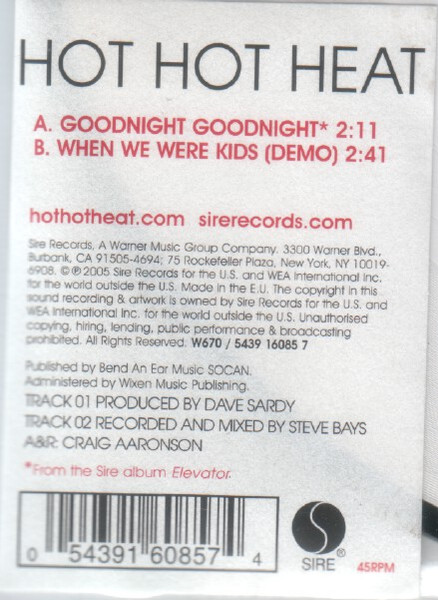 HOT HOT HEAT
A. GOODNIGHT GOODNIGHT* 2:11
B. WHEN WE WERE KIDS (DEMO) 2:41
hothotheat.com sirerecords.com
Sire Records, A Warner Music Group Company. 3300 Warner Blvd.,
Burbank, CA 91505-4694; 75 Rockefeller Plaza, New York, NY 10019-
6908. ©℗ 2005 Sire Records for the U.S. and WEA International Inc.
for the world outside the U.S. Made in the E.U. The copyright in this
sound recording & artwork is owned by Sire Records for the U.S. and
WEA International Inc. for the world outside the U.S. Unauthorised
copying, hiring, lending, public performance & broadcasting
prohibited. All Rights Reserved. W670 / 5439 16085 7
Published by Bend An Ear Music SOCAN.
Administered by Wixen Music Publishing.
TRACK 01 PRODUCED BY DAVE SARDY
TRACK 02 RECORDED AND MIXED BY STEVE BAYS
A&R: CRAIG AARONSON
*From the Sire album Elevator.
0 54391 60857 4
SIRE®
45RPM